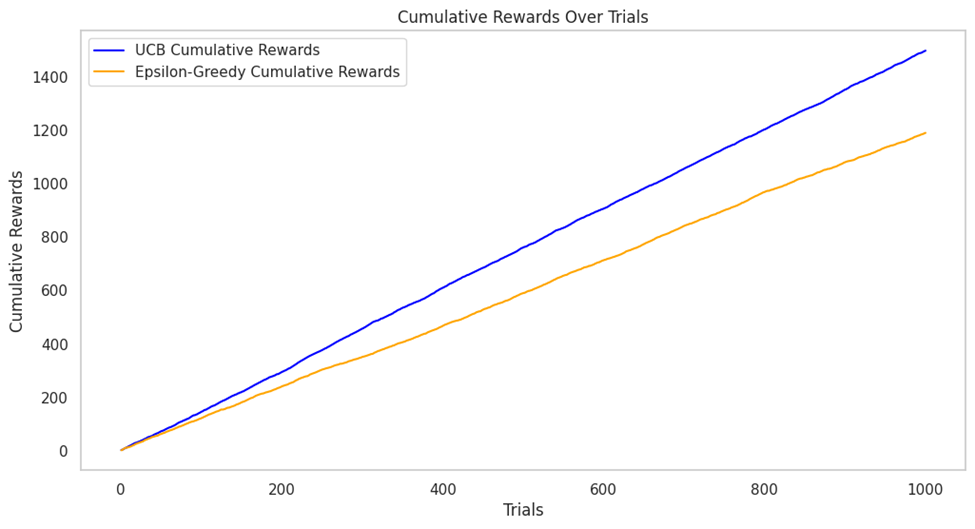 Cumulative Rewards Over Trials
UCB Cumulative Rewards
Epsilon-Greedy Cumulative Rewards
Cumulative Rewards
1400
1200
1000
800
600
400
200
0
0 200 400 600 800 1000
Trials